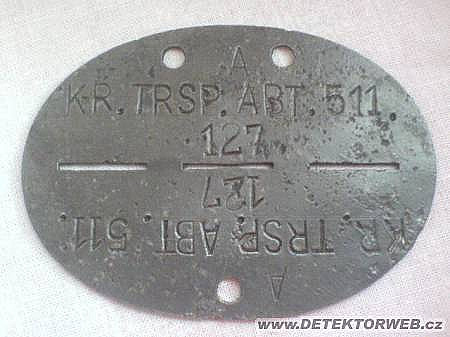 A
KR. TRSP. ABT. 511.
127
127
KR. TRSP. ABT. 511.
A
WWW.DETEKTORWEB.cz